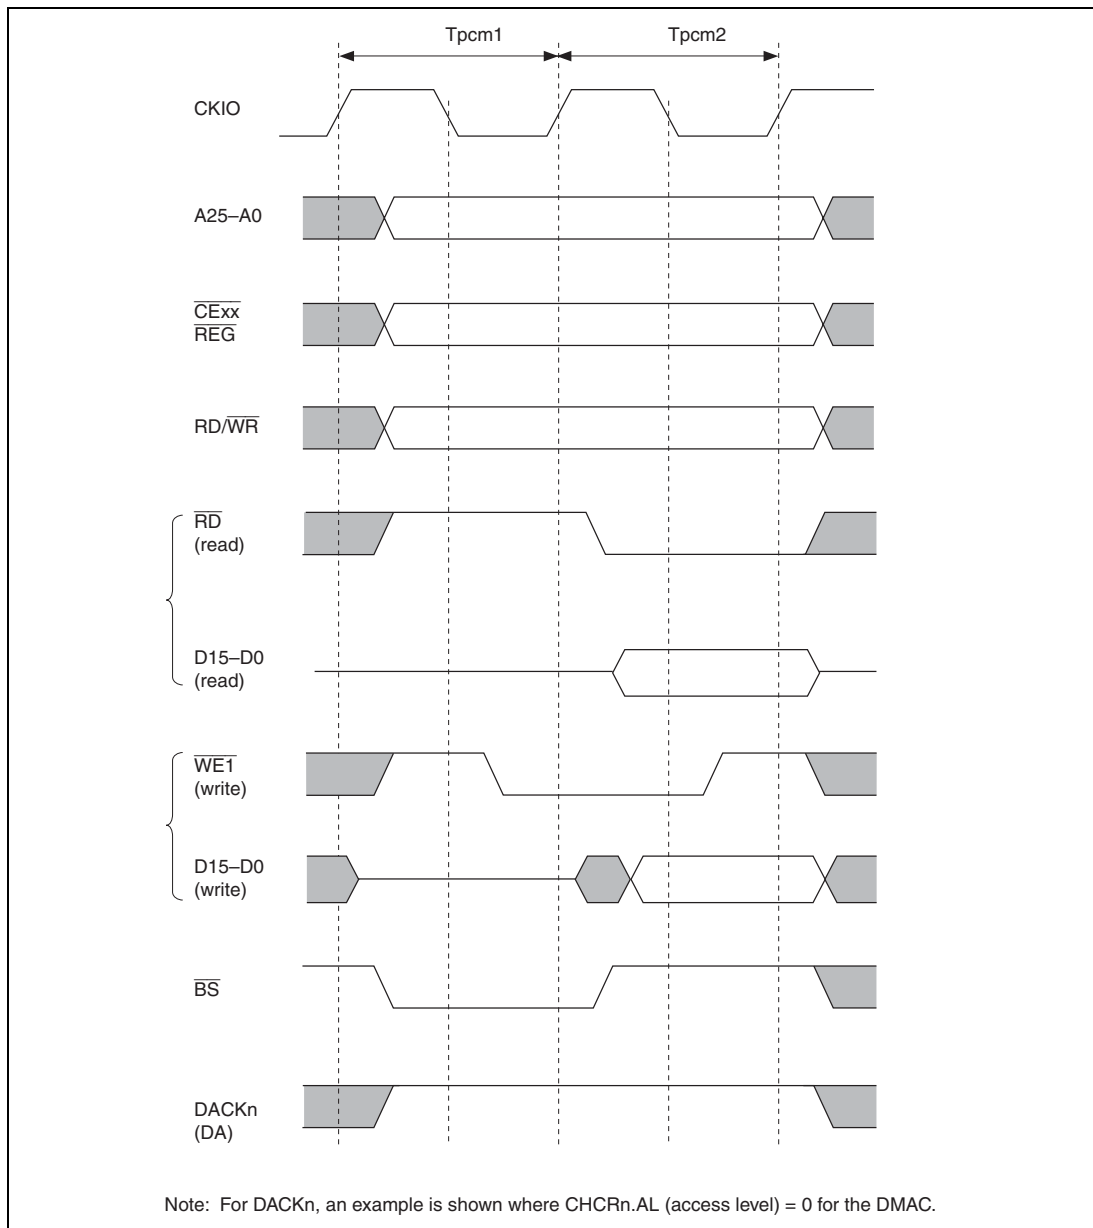 Tpcm1 Tpcm2
CKIO
A25–A0
CExx
REG
RD/WR
RD
(read)
D15–D0
(read)
WE1
(write)
D15–D0
(write)
BS
DACKn
(DA)
Note: For DACKn, an example is shown where CHCRn.AL (access level) = 0 for the DMAC.